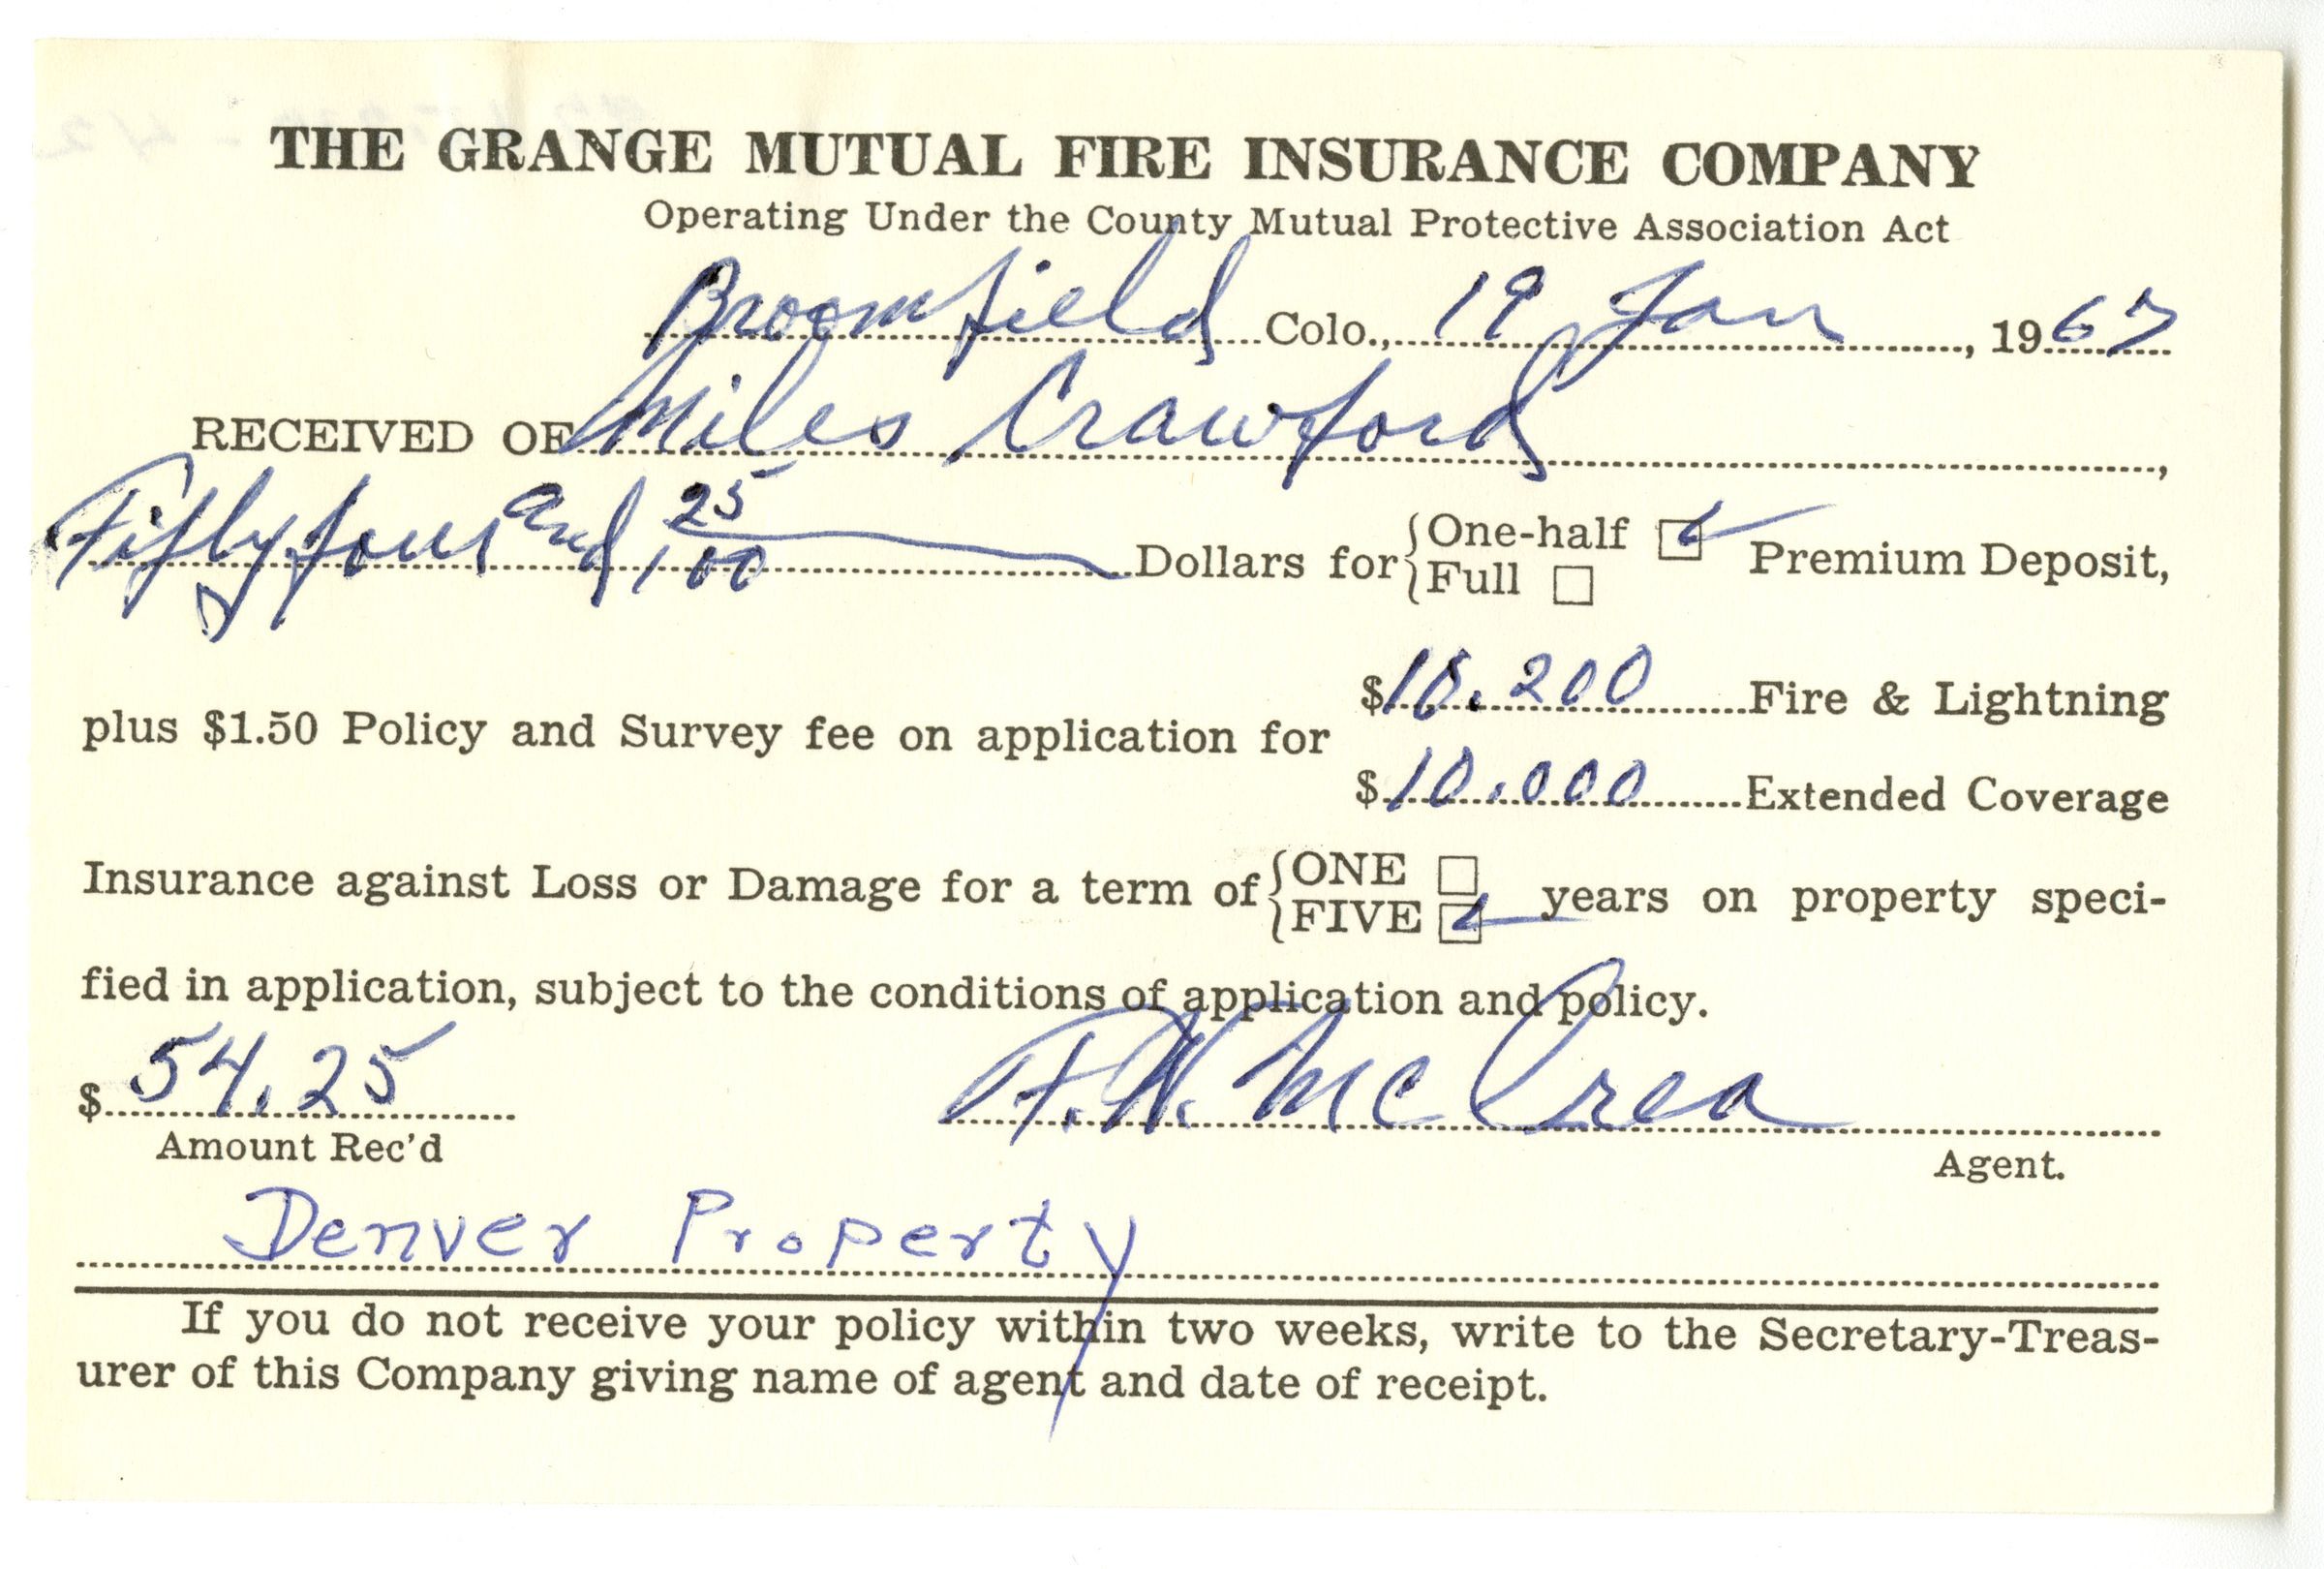 THE GRANGE MUTUAL FIRE INSURANCE COMPANY
Operating Under the County Mutual Protective Association Act
Broomfield Colo., 19 Jan, 1967
RECEIVED OF Miles Crawford,
Fifty four and 25/100 Dollars for { One-half ☑ Full ☐ Premium Deposit,
plus $1.50 Policy and Survey fee on application for
$ Fire & Lightning
$10.000 Extended Coverage
Insurance against Loss or Damage for a term of { ONE ☐ FIVE ☑ years on property speci-
fied in application, subject to the conditions of application and policy.
$54.25 McCrea
Amount Rec'd
Agent.
Denver Property
If you do not receive your policy within two weeks, write to the Secretary-Treas-
urer of this Company giving name of agent and date of receipt.